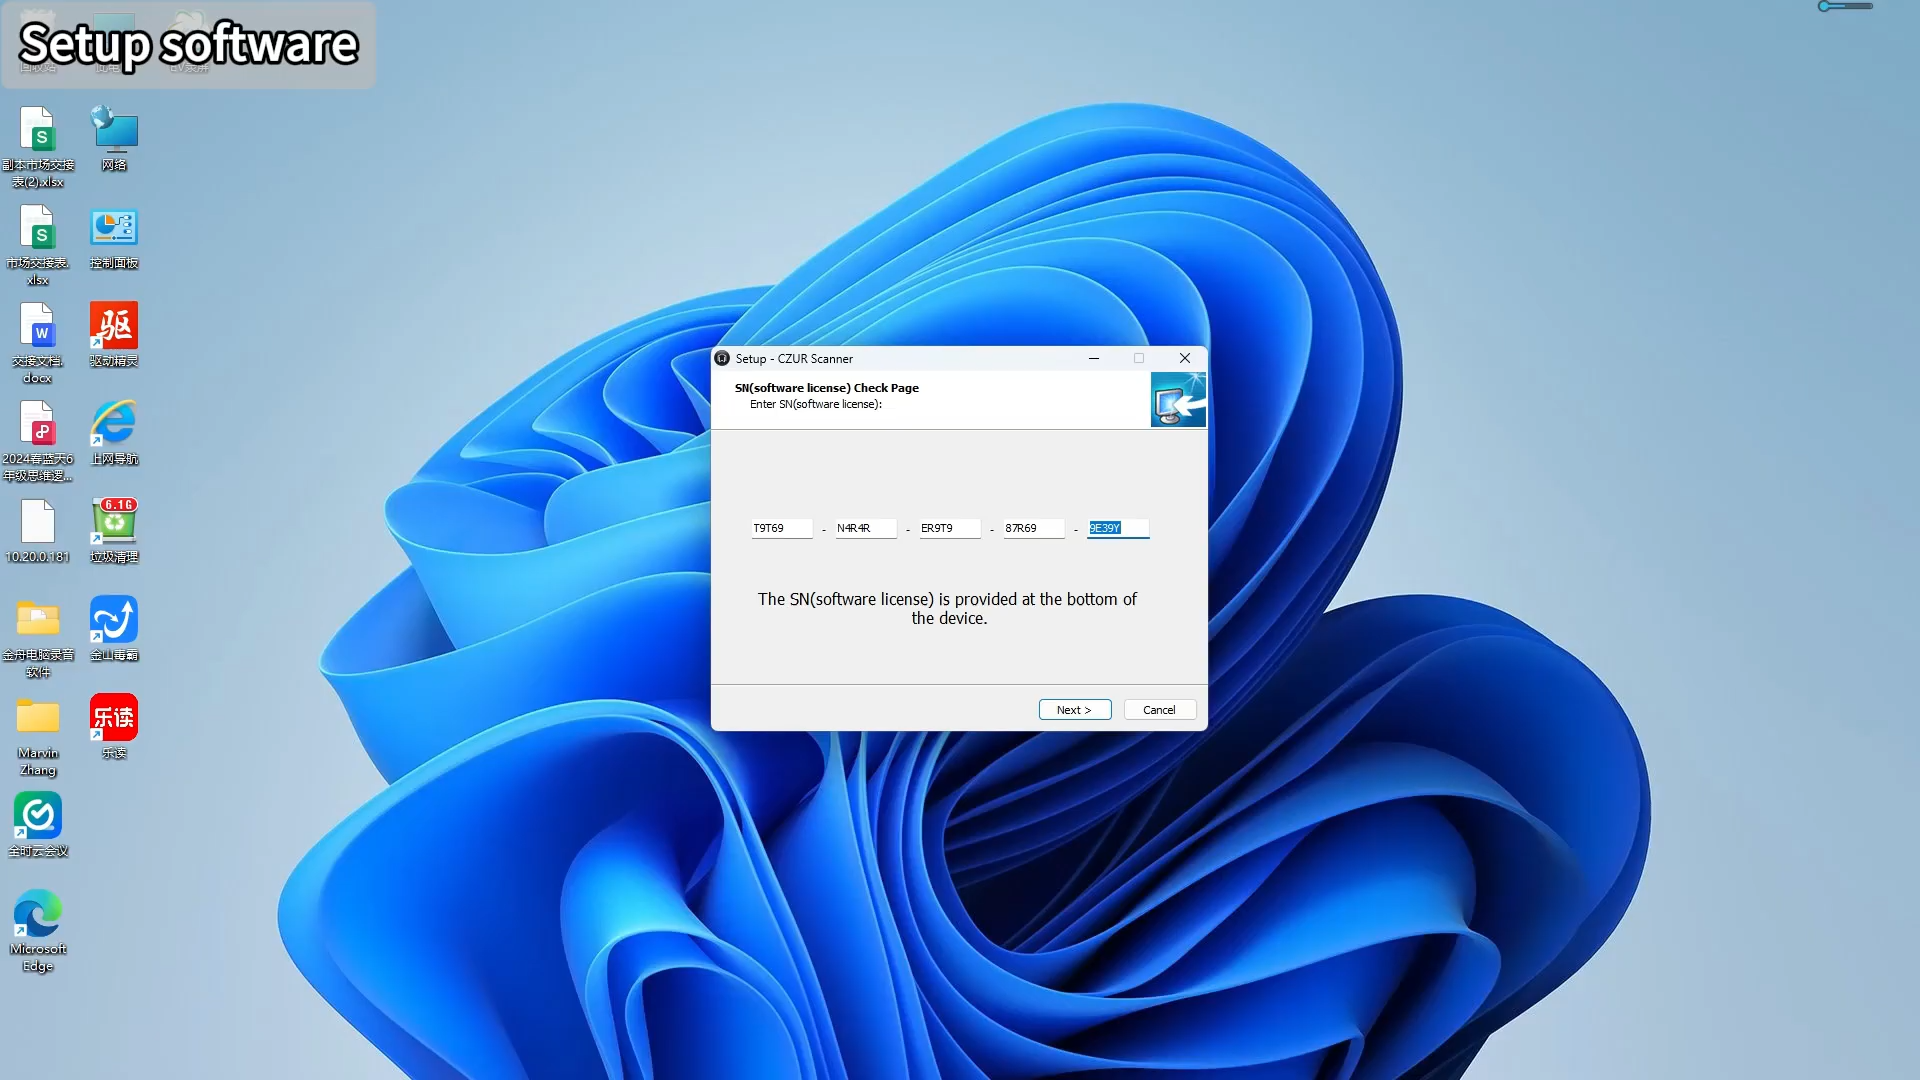 Setup software
副本市场交接
表(2).xlsx
网络
市场交接表.
xlsx
控制面板
交接文档.
docx
驱
驱动精灵
2024春蓝天6
年级思维逻...
上网导航
10.20.0.181
6.1G
垃圾清理
金舟电脑录音
软件
金山毒霸
Marvin
Zhang
乐读
乐读
全时云会议
Microsoft
Edge
Setup - CZUR Scanner
SN(software license) Check Page
Enter SN(software license):
T9T69 - N4R4R - ER9T9 - 87R69 - 9E39Y
The SN(software license) is provided at the bottom of
the device.
Next >
Cancel